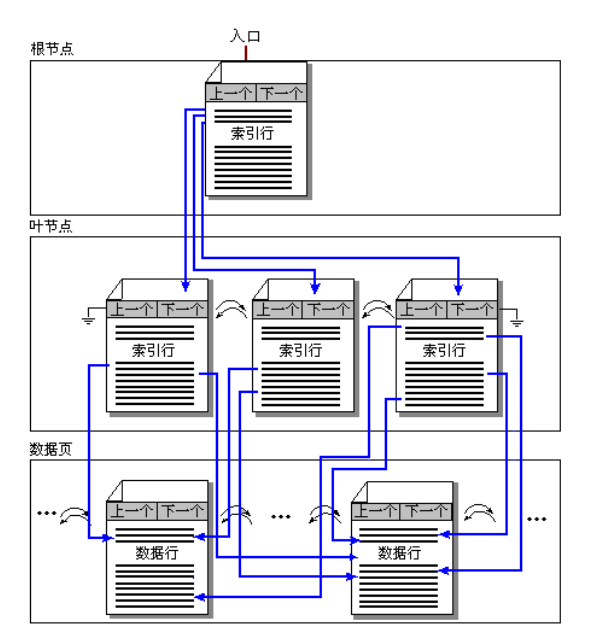 入口
根节点
上一个 下一个
索引行
叶节点
上一个 下一个 上一个 下一个 上一个 下一个
索引行 索引行 索引行
数据页
上一个 下一个 上一个 下一个
... ... ...
数据行 数据行